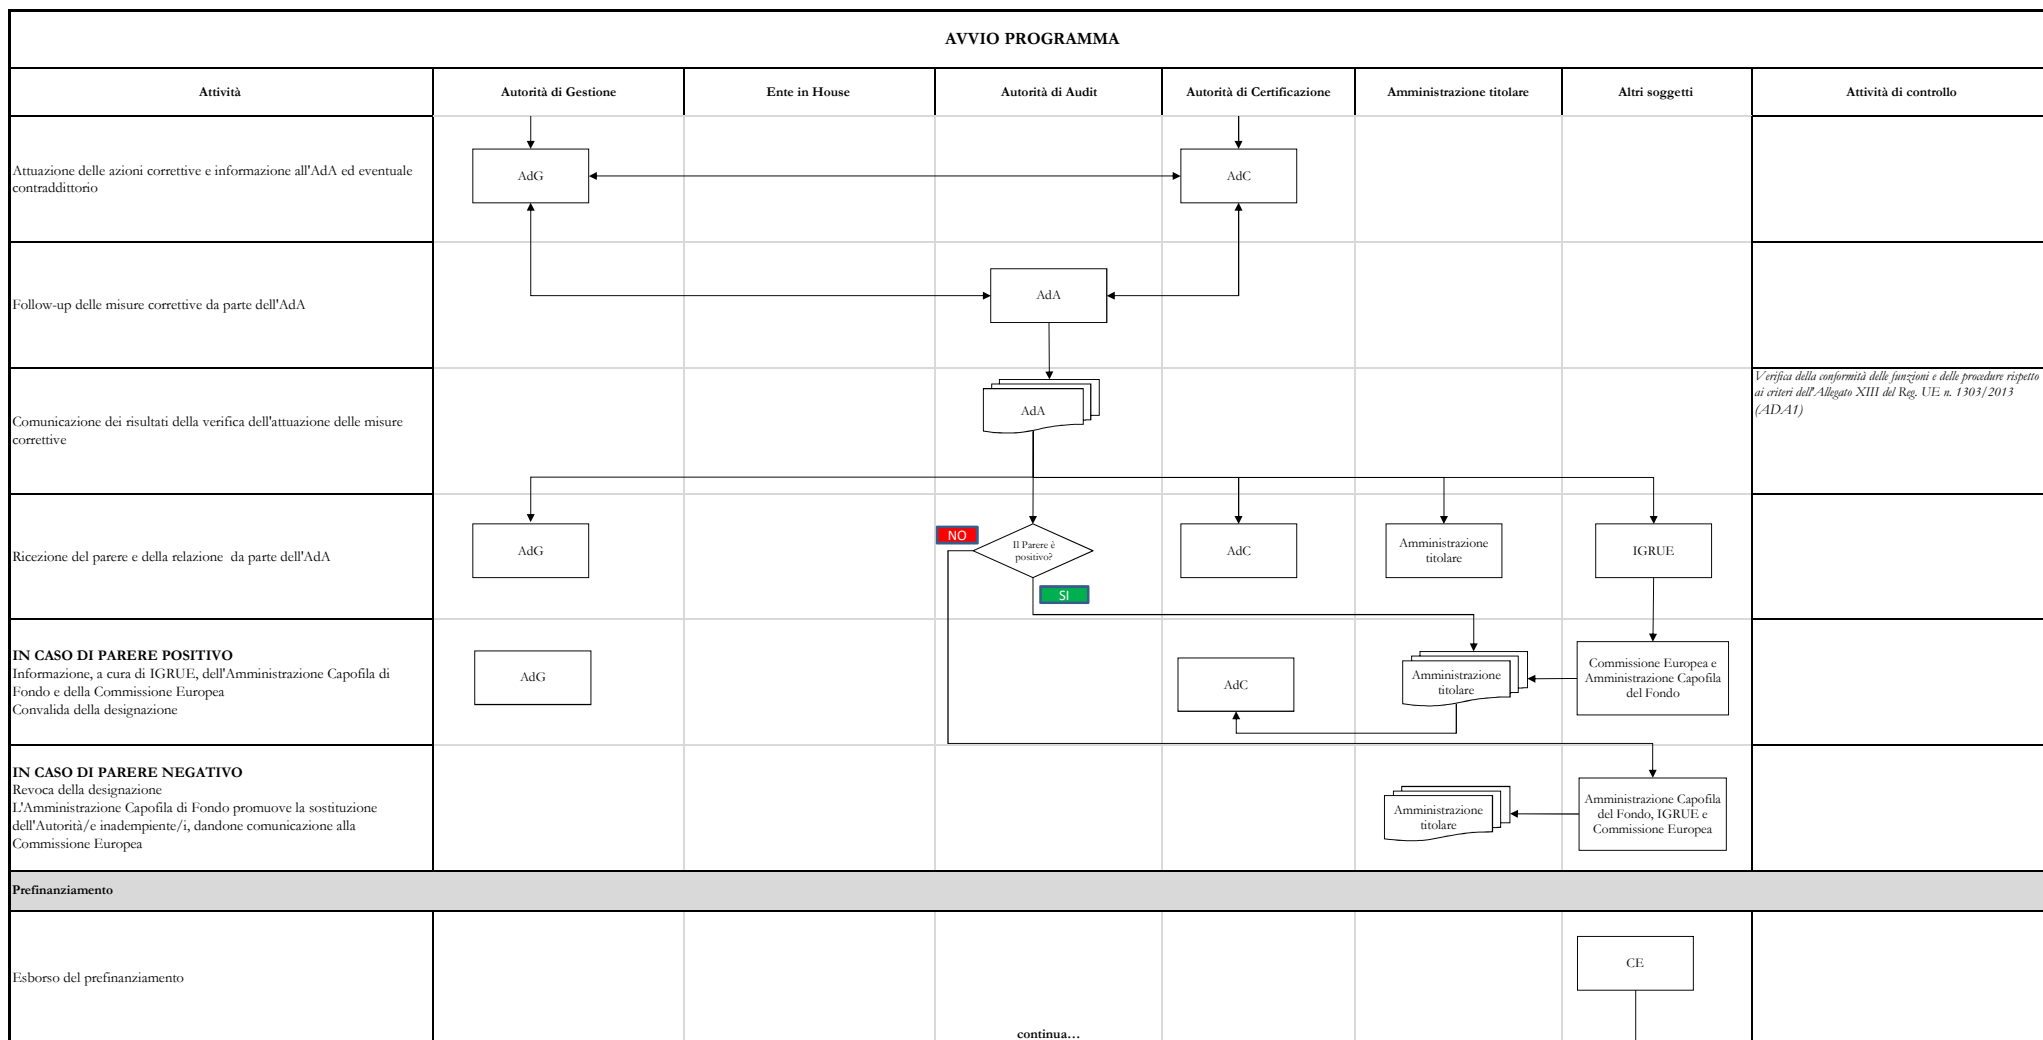 AVVIO PROGRAMMA
Attività
Autorità di Gestione
Ente in House
Autorità di Audit
Autorità di Certificazione
Amministrazione titolare
Altri soggetti
Attività di controllo
Attuazione delle azioni correttive e informazione all'AdA ed eventuale
contraddittorio
AdG
AdC
Follow-up delle misure correttive da parte dell'AdA
AdA
Comunicazione dei risultati della verifica dell'attuazione delle misure
correttive
AdA
Verifica della conformità delle funzioni e delle procedure rispetto
ai criteri dell'Allegato XIII del Reg. UE n. 1303/2013
(ADA1)
Ricezione del parere e della relazione  da parte dell'AdA
AdG
NO
Il Parere è
positivo?
SI
AdC
Amministrazione
titolare
IGRUE
IN CASO DI PARERE POSITIVO
Informazione, a cura di IGRUE, dell'Amministrazione Capofila di
Fondo e della Commissione Europea
Convalida della designazione
AdG
AdC
Amministrazione
titolare
Commissione Europea e
Amministrazione Capofila
del Fondo
IN CASO DI PARERE NEGATIVO
Revoca della designazione
L'Amministrazione Capofila di Fondo promuove la sostituzione
dell'Autorità/e inadempiente/i, dandone comunicazione alla
Commissione Europea
Amministrazione
titolare
Amministrazione Capofila
del Fondo, IGRUE e
Commissione Europea
Prefinanziamento
Esborso del prefinanziamento
CE
continua…